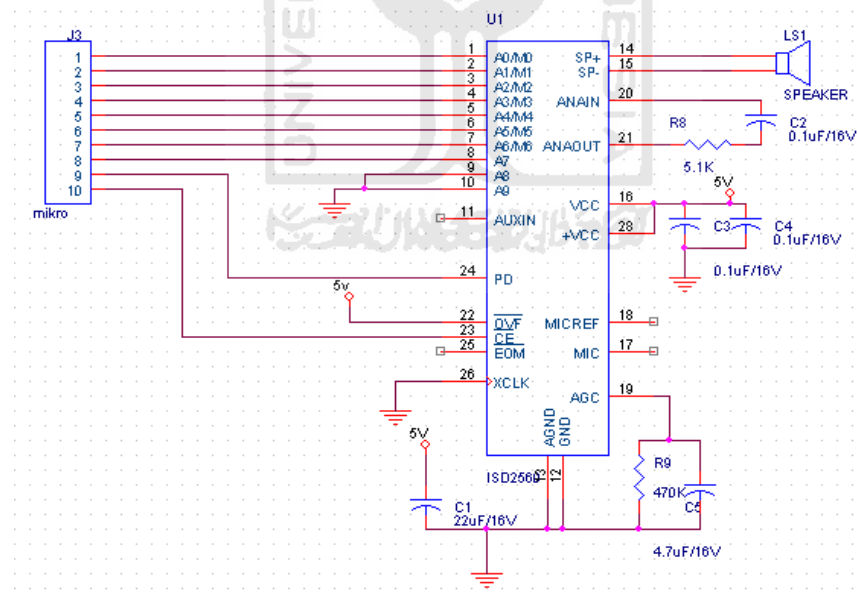 U1
J3
1
2
3
4
5
6
7
8
9
10
mikro
1
2
3
4
5
6
7
8
9
10
11
24
22
23
25
26
A0/M0
A1/M1
A2/M2
A3/M3
A4/M4
A5/M5
A6/M6
A7
A8
A9
AUXIN
PD
OVF
CE
EOM
XCLK
SP+
SP-
ANAIN
ANAOUT
VCC
+VCC
MICREF
MIC
AGC
AGND
GND
14
15
20
21
16
28
18
17
19
13
12
ISD2560
LS1
SPEAKER
R8
5.1K
C2
0.1uF/16V
5V
C3
0.1uF/16V
C4
0.1uF/16V
5v
5V
C1
22uF/16V
R9
470K
C5
4.7uF/16V